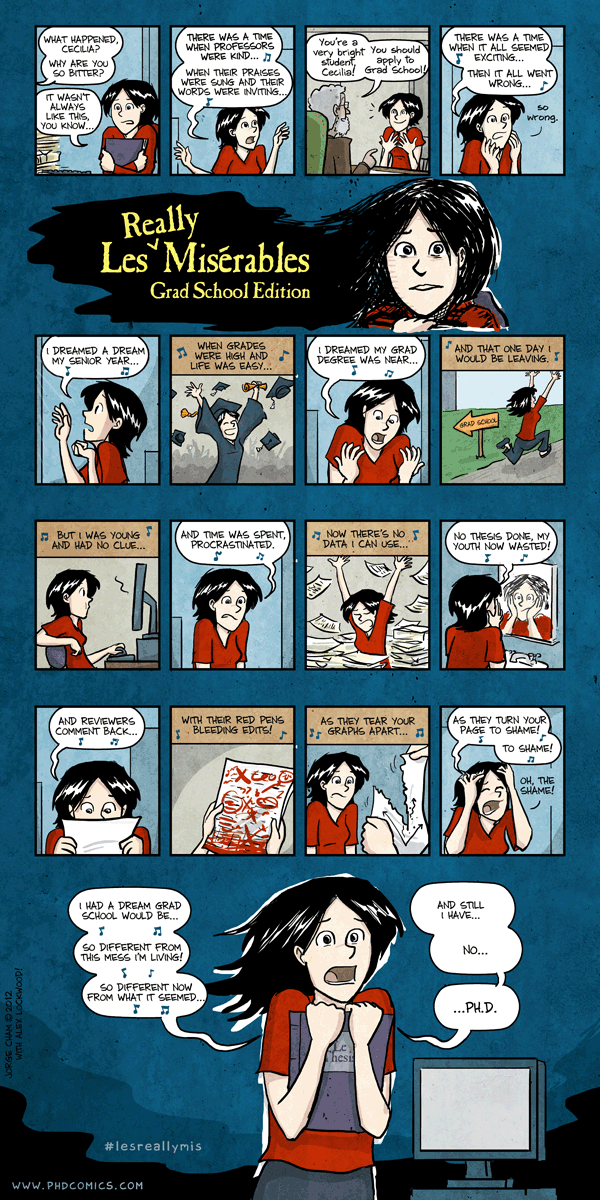 WHAT HAPPENED,
CECILIA?
WHY ARE YOU
SO BITTER?
IT WASN'T
ALWAYS
LIKE THIS,
YOU KNOW...
THERE WAS A TIME
WHEN PROFESSORS
WERE KIND...
WHEN THEIR PRAISES
WERE SUNG AND THEIR
WORDS WERE INVITING...
You're a
very bright
student,
Cecilia!
You should
apply to
Grad School!
THERE WAS A TIME
WHEN IT ALL SEEMED
EXCITING...
THEN IT ALL WENT
WRONG...
so
wrong.
Really
Les Misérables
Grad School Edition
I DREAMED A DREAM
MY SENIOR YEAR...
WHEN GRADES
WERE HIGH AND
LIFE WAS EASY...
I DREAMED MY GRAD
DEGREE WAS NEAR...
AND THAT ONE DAY I
WOULD BE LEAVING.
GRAD SCHOOL
BUT I WAS YOUNG
AND HAD NO CLUE...
AND TIME WAS SPENT,
PROCRASTINATED.
NOW THERE'S NO
DATA I CAN USE...
NO THESIS DONE, MY
YOUTH NOW WASTED!
AND REVIEWERS
COMMENT BACK...
WITH THEIR RED PENS
BLEEDING EDITS!
AS THEY TEAR YOUR
GRAPHS APART...
AS THEY TURN YOUR
PAGE TO SHAME!
TO SHAME!
OH, THE
SHAME!
I HAD A DREAM GRAD
SCHOOL WOULD BE...
SO DIFFERENT FROM
THIS MESS I'M LIVING!
SO DIFFERENT NOW
FROM WHAT IT SEEMED...
AND STILL
I HAVE...
NO...
...PH.D.
Le
Thesis
JORGE CHAM © 2012
WITH ALEX LOCKWOOD!
#lesreallymis
WWW.PHDCOMICS.COM